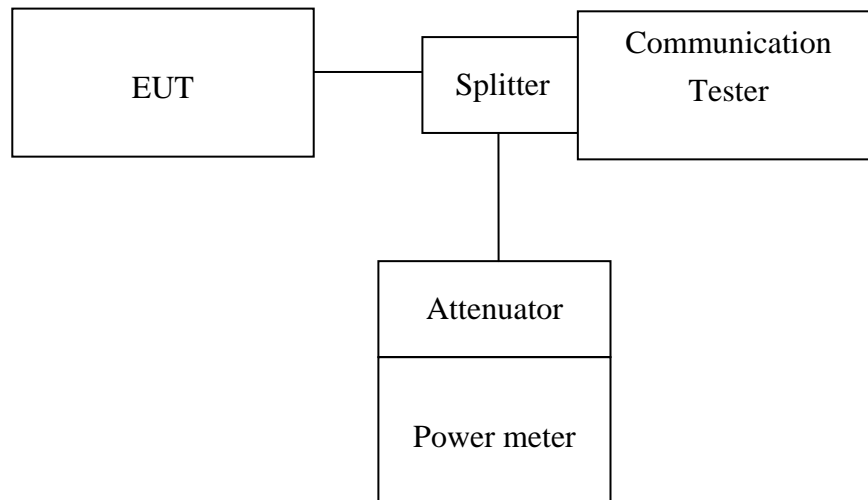 EUT
Splitter
Communication
Tester
Attenuator
Power meter